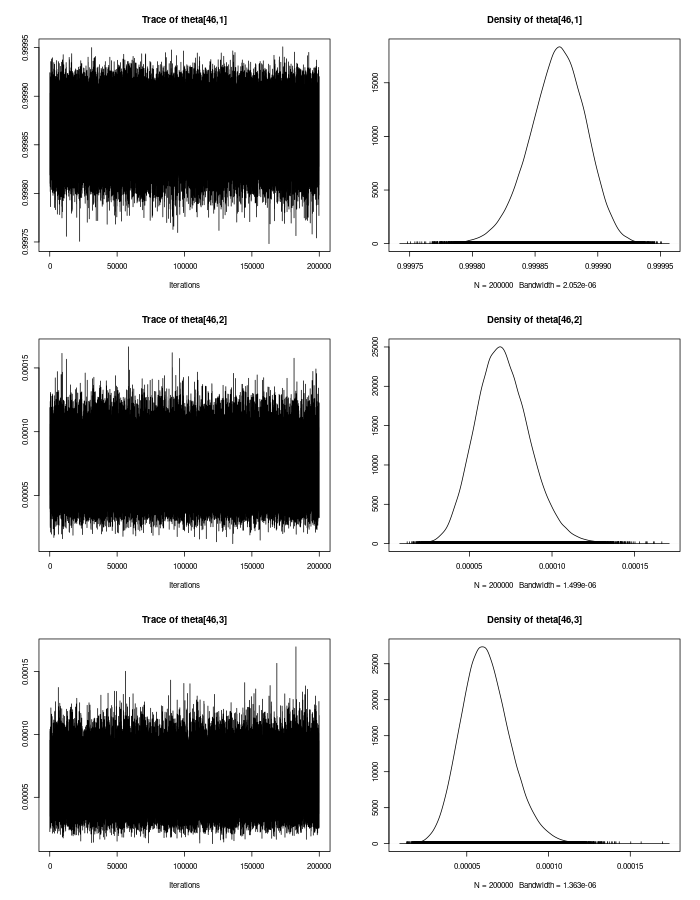 Trace of theta[46,1]
0.99975 0.99980 0.99985 0.99990 0.99995
0 50000 100000 150000 200000
Iterations
Density of theta[46,1]
0 5000 10000 15000
0.99975 0.99980 0.99985 0.99990 0.99995
N = 200000 Bandwidth = 2.052e-06
Trace of theta[46,2]
0.00005 0.00010 0.00015
0 50000 100000 150000 200000
Iterations
Density of theta[46,2]
0 5000 10000 15000 20000 25000
0.00005 0.00010 0.00015
N = 200000 Bandwidth = 1.499e-06
Trace of theta[46,3]
0.00005 0.00010 0.00015
0 50000 100000 150000 200000
Iterations
Density of theta[46,3]
0 5000 10000 15000 20000 25000
0.00005 0.00010 0.00015
N = 200000 Bandwidth = 1.363e-06